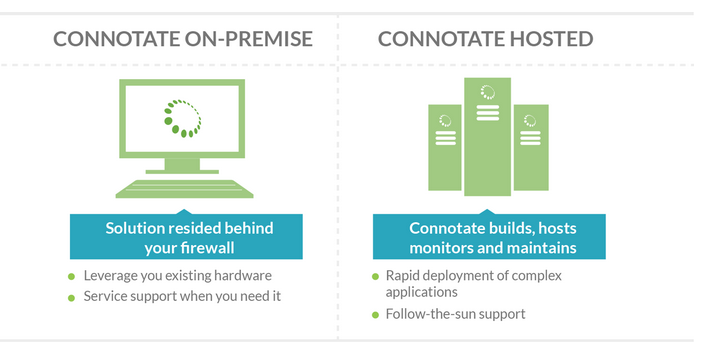 CONNOTATE ON-PREMISE
CONNOTATE HOSTED
Solution resided behind
your firewall
Leverage you existing hardware
Service support when you need it
Connotate builds, hosts
monitors and maintains
Rapid deployment of complex
applications
Follow-the-sun support